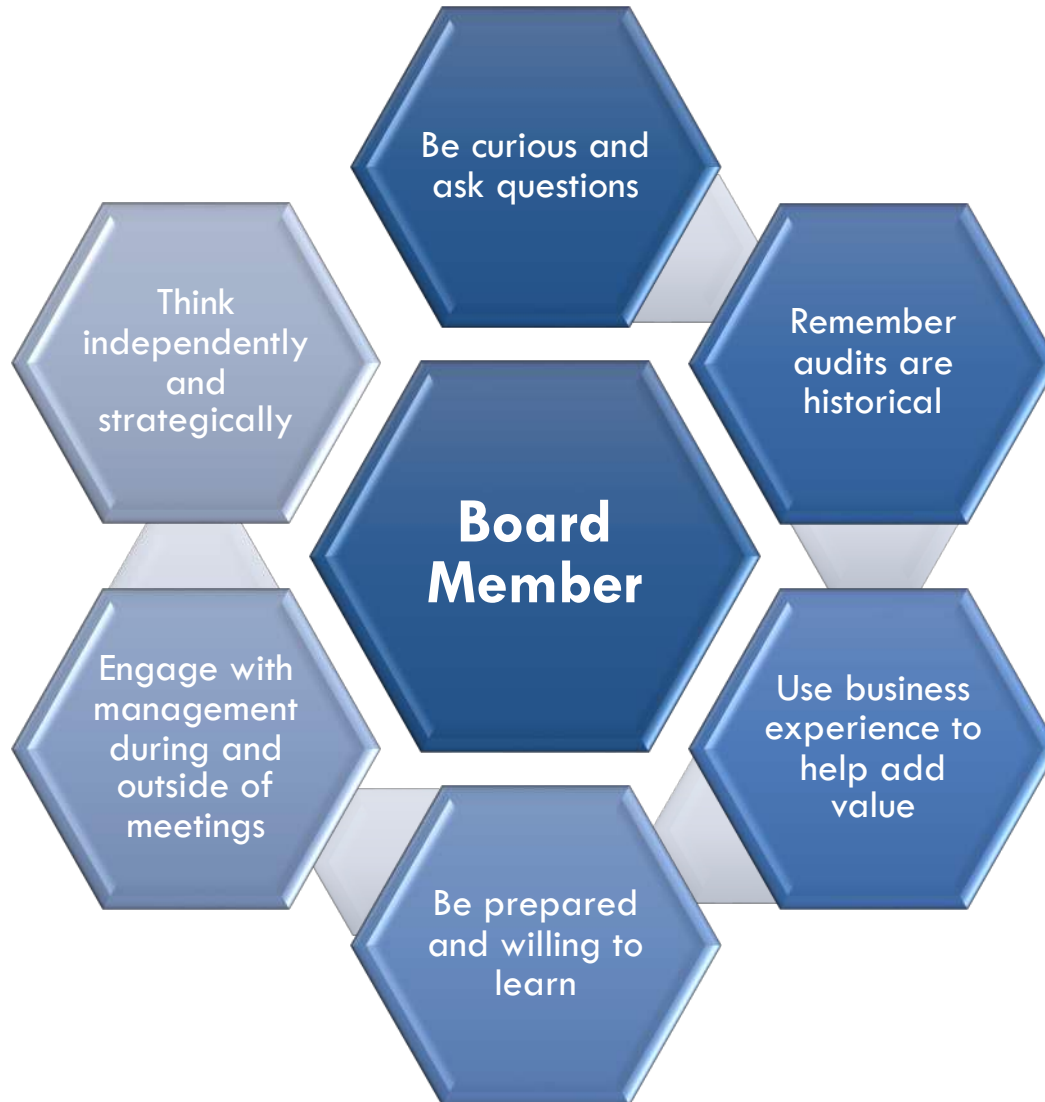 Be curious and
ask questions
Remember
audits are
historical
Use business
experience to
help add
value
Be prepared
and willing to
learn
Engage with
management
during and
outside of
meetings
Think
independently
and
strategically
Board
Member